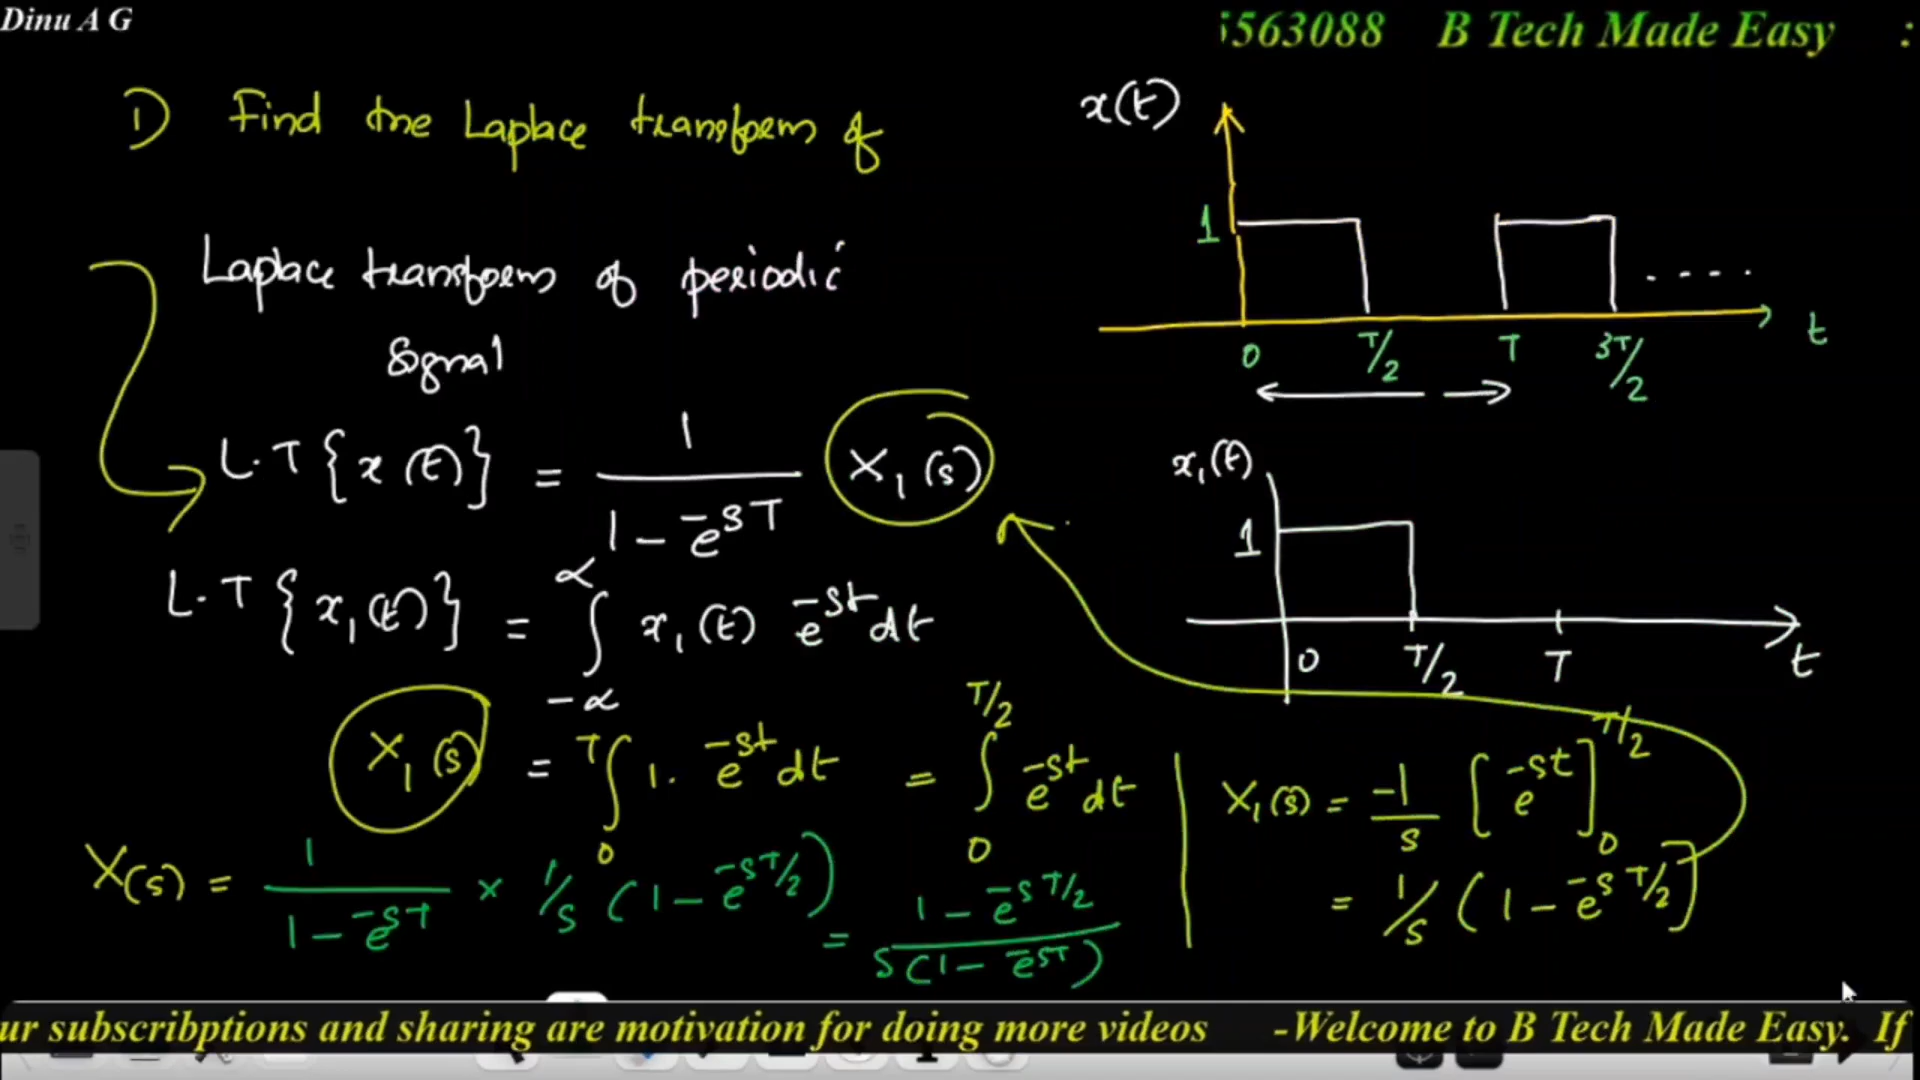 Dinu A G
563088 B Tech Made Easy :
1) Find the Laplace transform of
x(t)
1
0 T/2 T 3T/2 t
Laplace transform of periodic
Signal
L.T {x (t)} = 1 / (1 - e^-sT) X₁(s)
x₁(t)
1
0 T/2 T t
L.T {x₁(t)} = ∫_-α^α x₁(t) e^-st dt
X₁(s) = ∫_0^T 1. e^-st dt = ∫_0^T/2 e^-st dt
X₁(s) = -1/s [e^-st]_0^T/2
= 1/s (1 - e^-sT/2)
X(s) = 1 / (1 - e^-sT) × 1/s (1 - e^-sT/2) = (1 - e^-sT/2) / s(1 - e^-sT)
ur subscribptions and sharing are motivation for doing more videos -Welcome to B Tech Made Easy. If